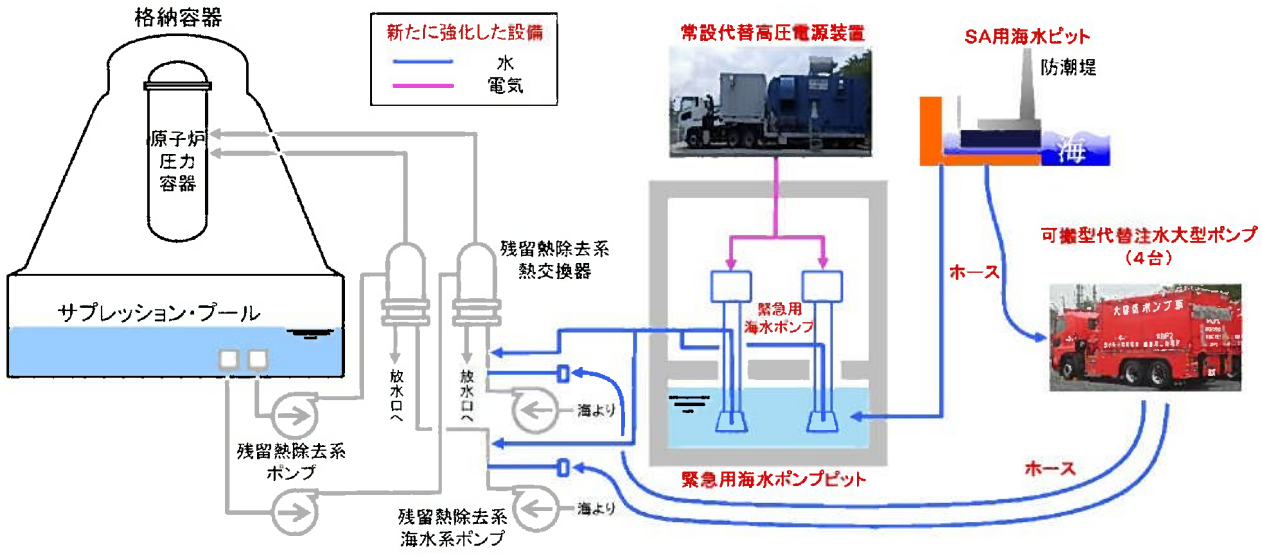 格納容器
原子炉
圧力
容器
サプレッション・プール
新たに強化した設備
水
電気
常設代替高圧電源装置
SA用海水ピット
防潮堤
海
残留熱除去系
熱交換器
可搬型代替注水大型ポンプ
(4台)
ホース
緊急用
海水ポンプ
大容量ポンプ車
放水口へ
放水口へ
海より
残留熱除去系
ポンプ
緊急用海水ポンプピット
ホース
残留熱除去系
海水系ポンプ
海より